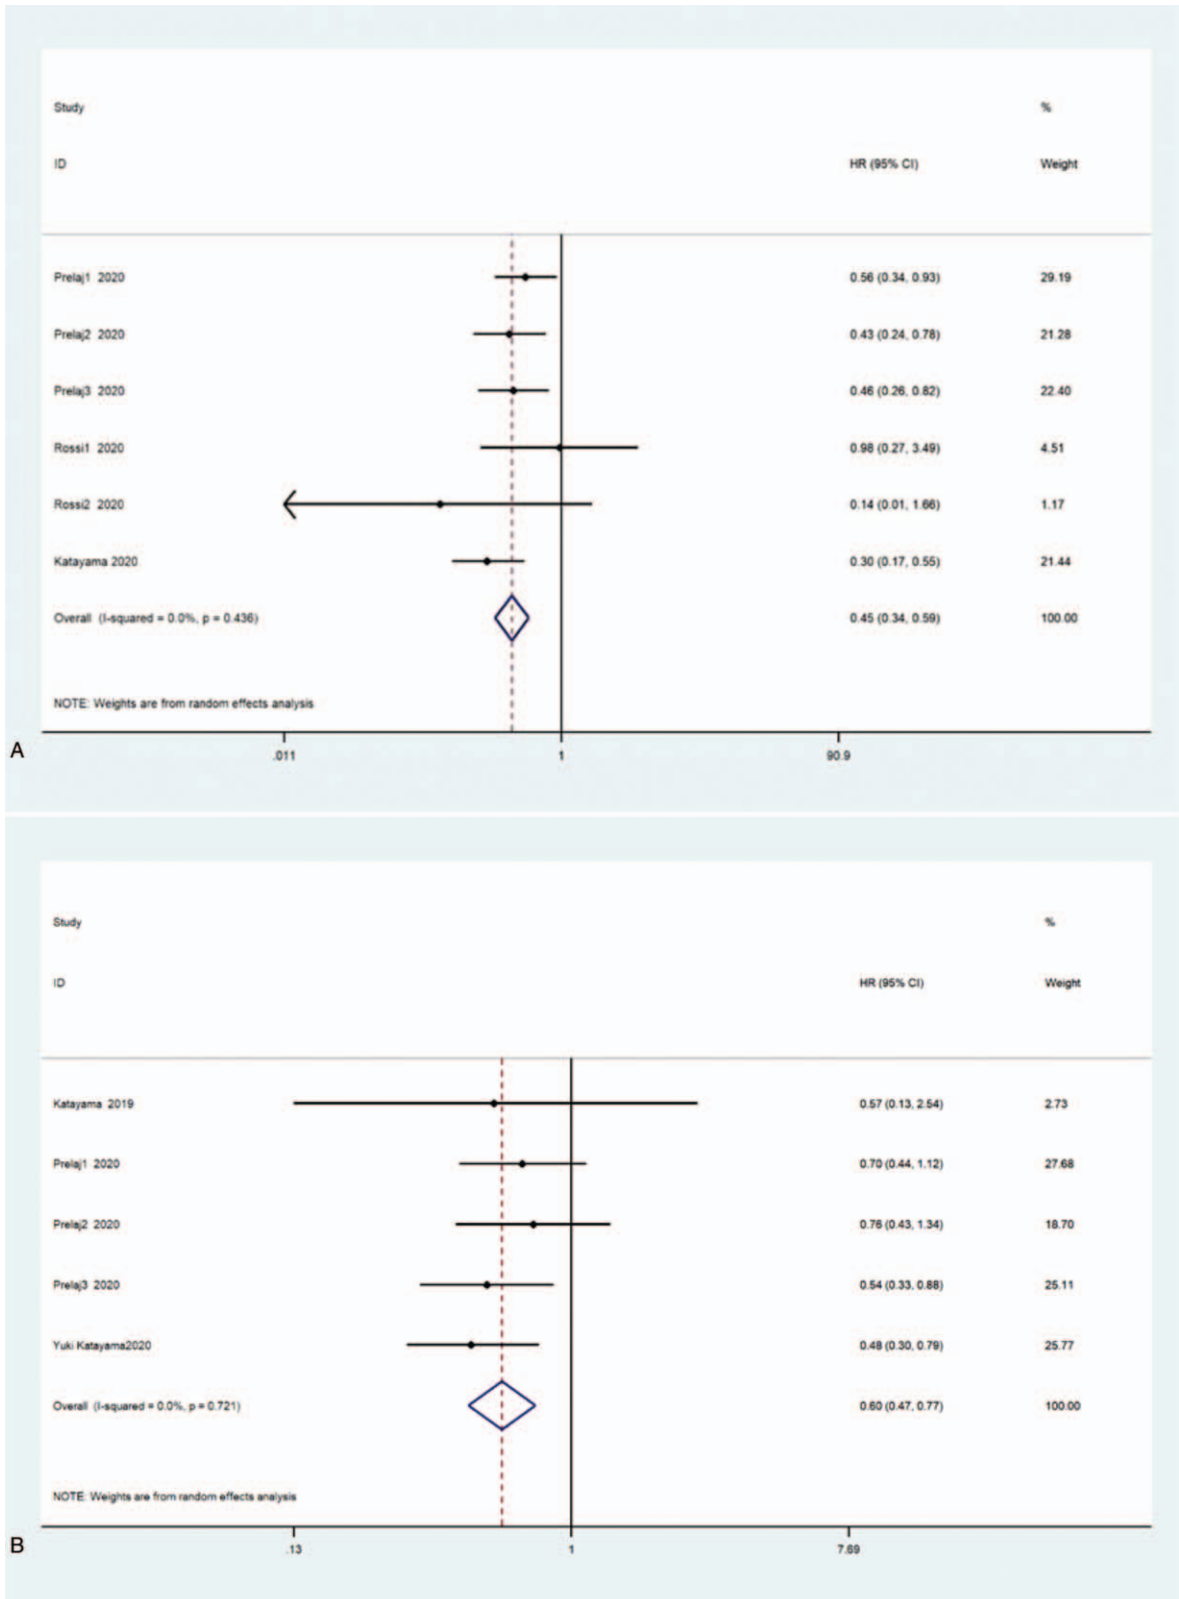 Study %
ID HR (95% CI) Weight
Prelaj1 2020 0.56 (0.34, 0.93) 29.19
Prelaj2 2020 0.43 (0.24, 0.78) 21.28
Prelaj3 2020 0.46 (0.26, 0.82) 22.40
Rossi1 2020 0.98 (0.27, 3.49) 4.51
Rossi2 2020 0.14 (0.01, 1.66) 1.17
Katayama 2020 0.30 (0.17, 0.55) 21.44
Overall (I-squared = 0.0%, p = 0.436) 0.45 (0.34, 0.59) 100.00
NOTE: Weights are from random effects analysis
A
.011 1 90.9
Study %
ID HR (95% CI) Weight
Katayama 2019 0.57 (0.13, 2.54) 2.73
Prelaj1 2020 0.70 (0.44, 1.12) 27.68
Prelaj2 2020 0.76 (0.43, 1.34) 18.70
Prelaj3 2020 0.54 (0.33, 0.88) 25.11
Yuki Katayama2020 0.48 (0.30, 0.79) 25.77
Overall (I-squared = 0.0%, p = 0.721) 0.60 (0.47, 0.77) 100.00
NOTE: Weights are from random effects analysis
B
.13 1 7.69